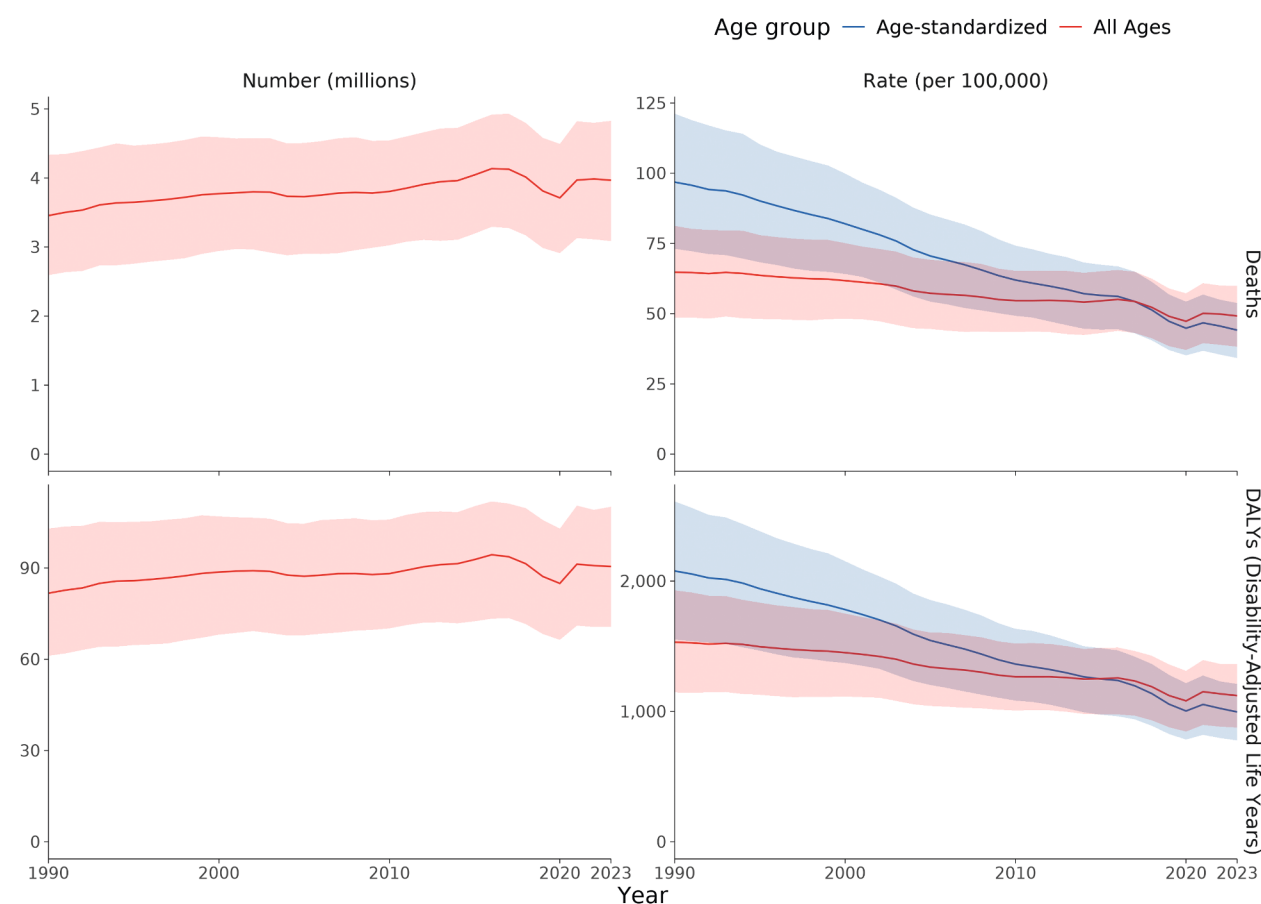 Age group Age-standardized All Ages
Number (millions) Rate (per 100,000)
5
4
3
2
1
0
125
100
75
50
25
0
Deaths
90
60
30
0
2,000
1,000
0
DALYs (Disability-Adjusted Life Years)
1990 2000 2010 2020 2023
1990 2000 2010 2020 2023
Year